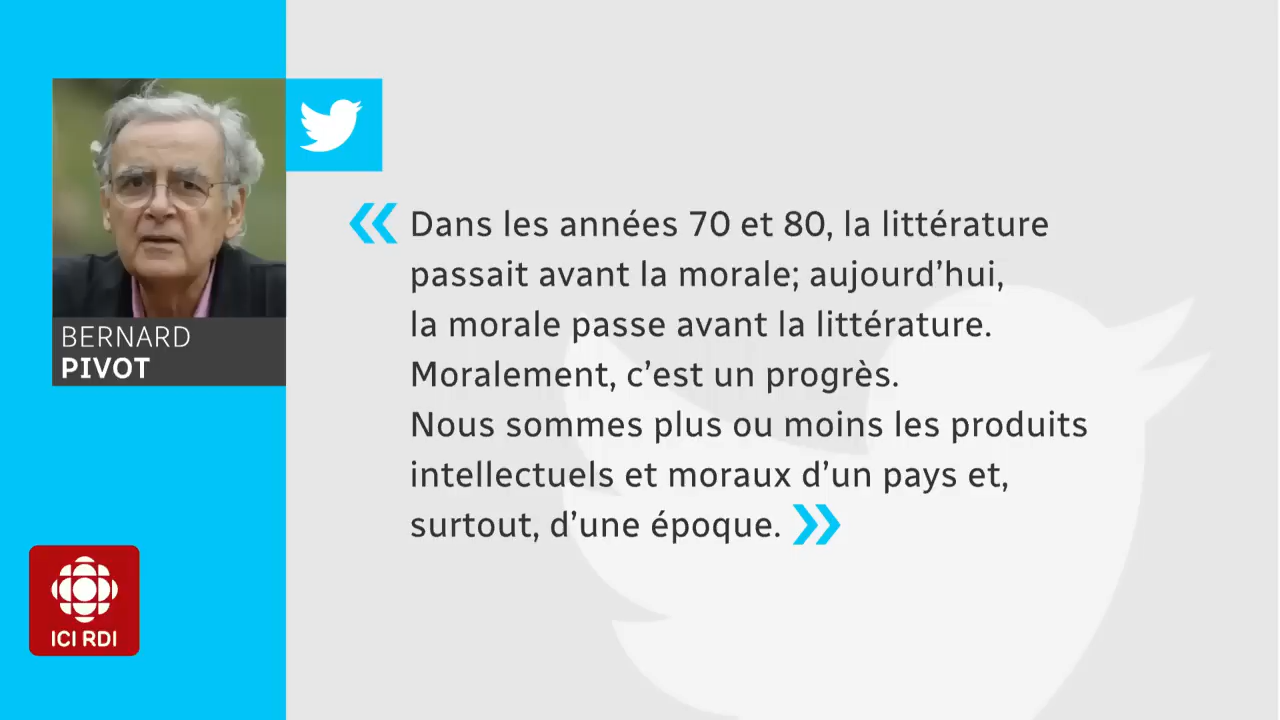 BERNARD
PIVOT
« Dans les années 70 et 80, la littérature
passait avant la morale; aujourd’hui,
la morale passe avant la littérature.
Moralement, c’est un progrès.
Nous sommes plus ou moins les produits
intellectuels et moraux d’un pays et,
surtout, d’une époque. »
ICI RDI